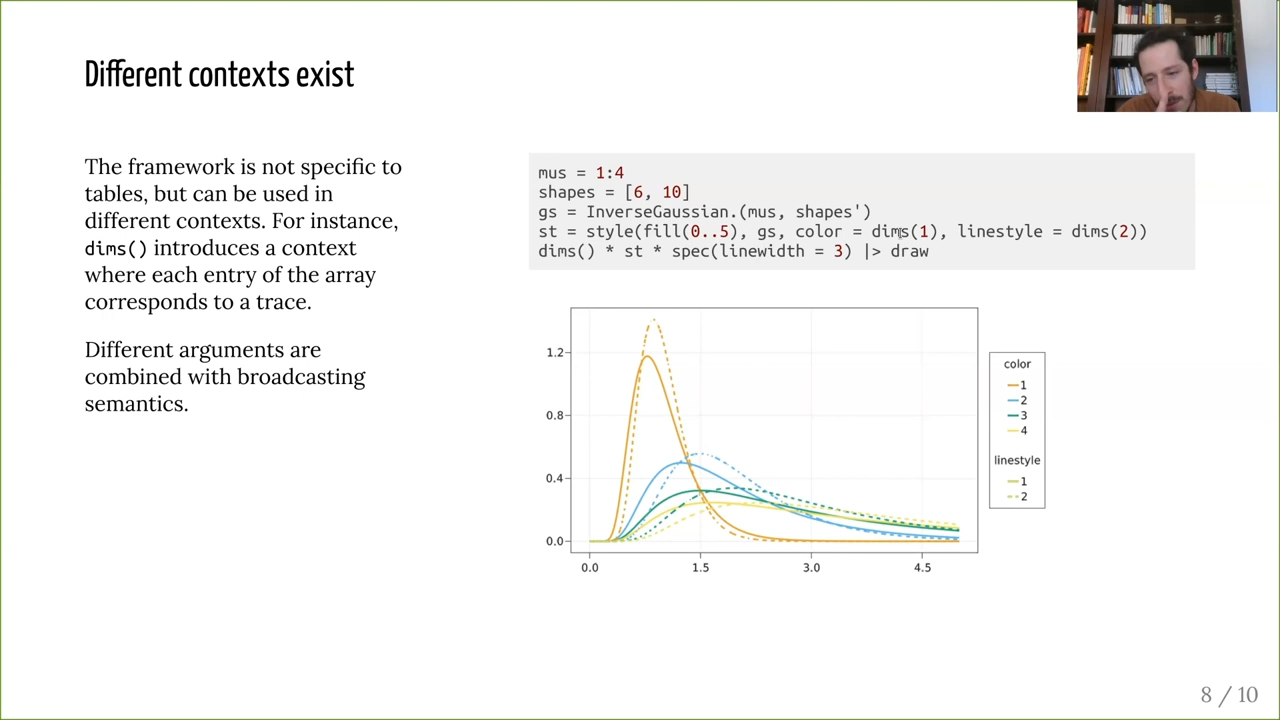 Different contexts exist
The framework is not specific to
tables, but can be used in
different contexts. For instance,
dims() introduces a context
where each entry of the array
corresponds to a trace.
Different arguments are
combined with broadcasting
semantics.
mus = 1:4
shapes = [6, 10]
gs = InverseGaussian.(mus, shapes')
st = style(fill(0..5), gs, color = dims(1), linestyle = dims(2))
dims() * st * spec(linewidth = 3) |> draw
1.2
0.8
0.4
0.0
0.0 1.5 3.0 4.5
color
1
2
3
4
linestyle
1
2
8 / 10